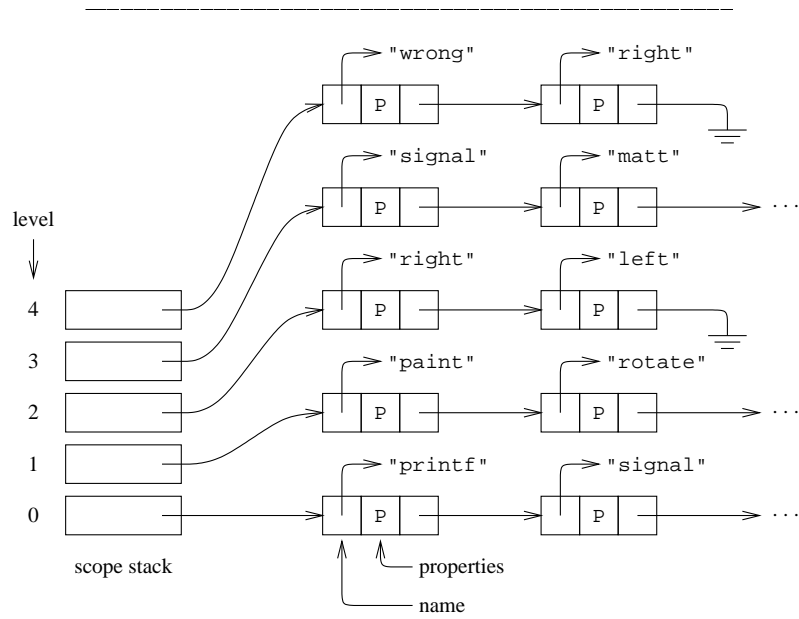 "wrong" "right"
P P
"signal" "matt"
P P ...
level
"right" "left"
4 P P
3
"paint" "rotate"
2 P P ...
1
"printf" "signal"
0 P P ...
scope stack properties
name